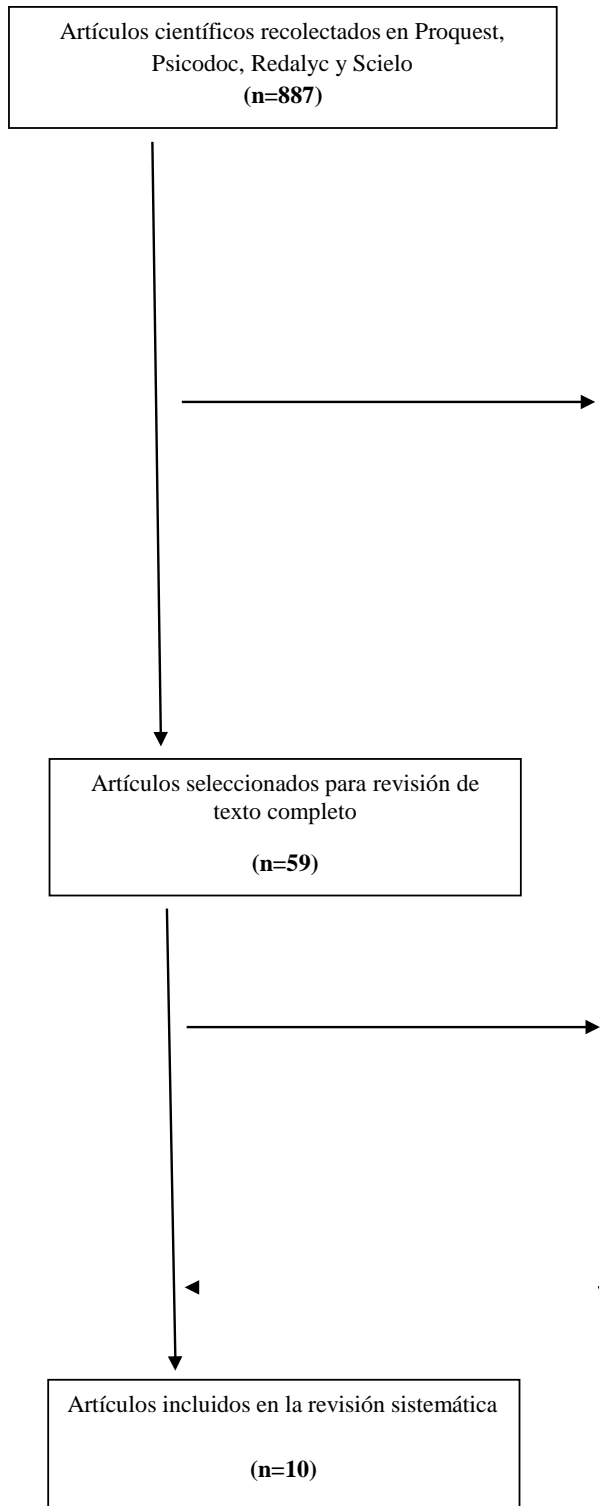 Artículos científicos recolectados en Proquest,
Psicodoc, Redalyc y Scielo
(n=887)
Artículos seleccionados para revisión de
texto completo
(n=59)
Artículos incluidos en la revisión sistemática
(n=10)